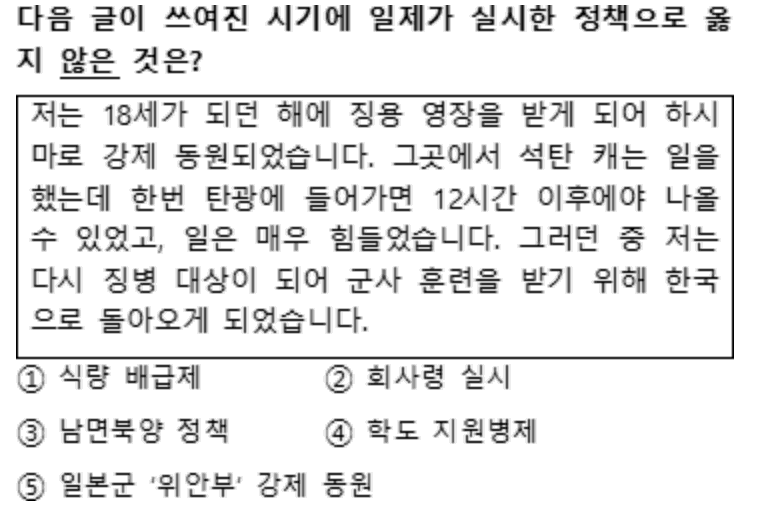 다음 글이 쓰여진 시기에 일제가 실시한 정책으로 옳
지 않은 것은?
저는 18세가 되던 해에 징용 영장을 받게 되어 하시
마로 강제 동원되었습니다. 그곳에서 석탄 캐는 일을
했는데 한번 탄광에 들어가면 12시간 이후에야 나올
수 있었고, 일은 매우 힘들었습니다. 그러던 중 저는
다시 징병 대상이 되어 군사 훈련을 받기 위해 한국
으로 돌아오게 되었습니다.
① 식량 배급제 ② 회사령 실시
③ 남면북양 정책 ④ 학도 지원병제
⑤ 일본군 ‘위안부’ 강제 동원